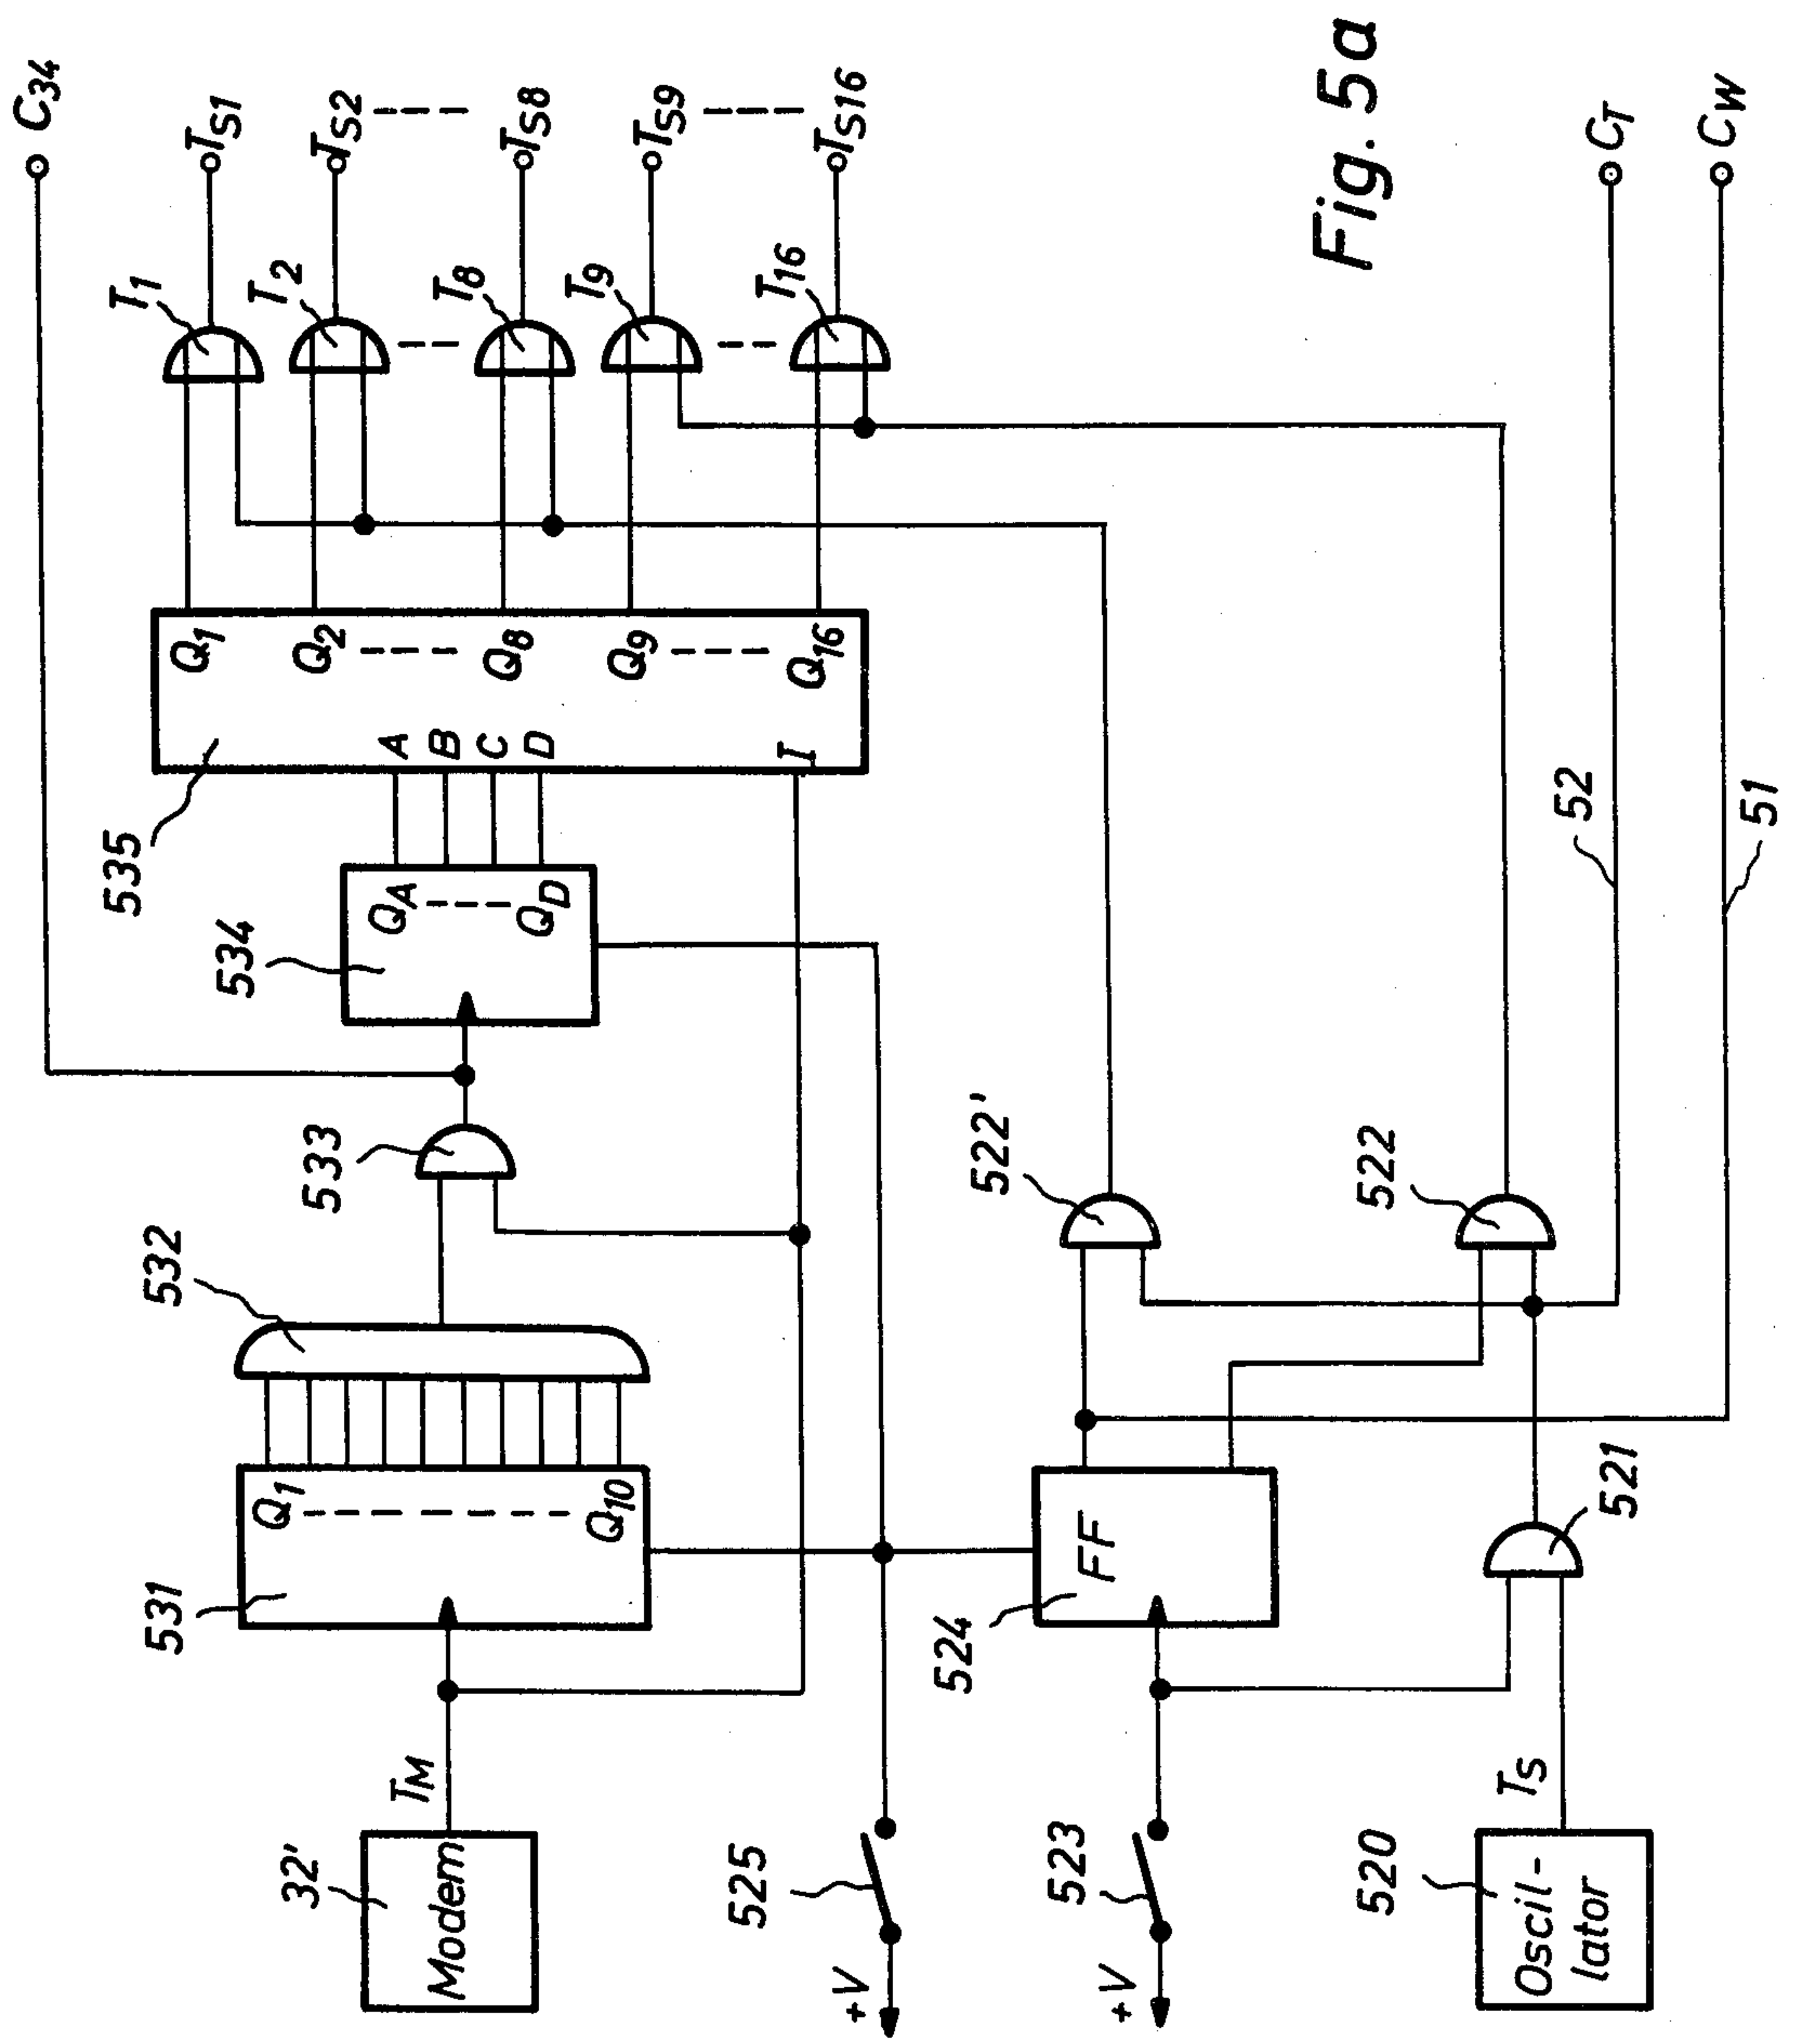 C34
TS1
TS2
TS8
TS9
TS16
T1
T2
T8
T9
T16
Q1
Q2
Q8
Q9
Q16
A
B
C
D
I
535
QA
QD
534
533
532
Q1
Q10
531
TM
32'
Modem
525
+V
523
+V
FF
524
522'
522
521
TS
520
Oscil-
lator
52
51
CT
CW
Fig. 5a